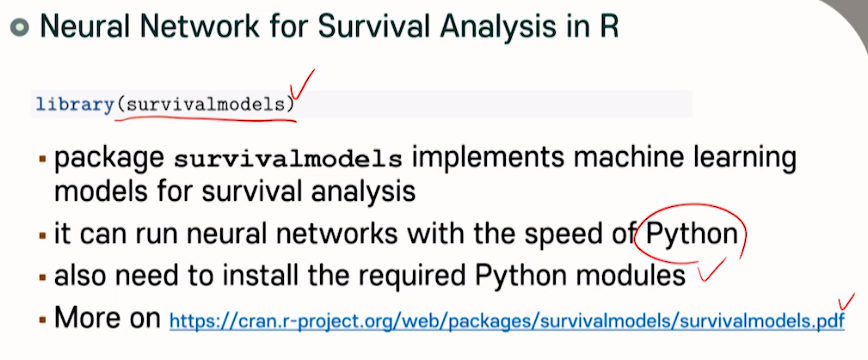 Neural Network for Survival Analysis in R
library(survivalmodels)
package survivalmodels implements machine learning
models for survival analysis
it can run neural networks with the speed of Python
also need to install the required Python modules
More on https://cran.r-project.org/web/packages/survivalmodels/survivalmodels.pdf